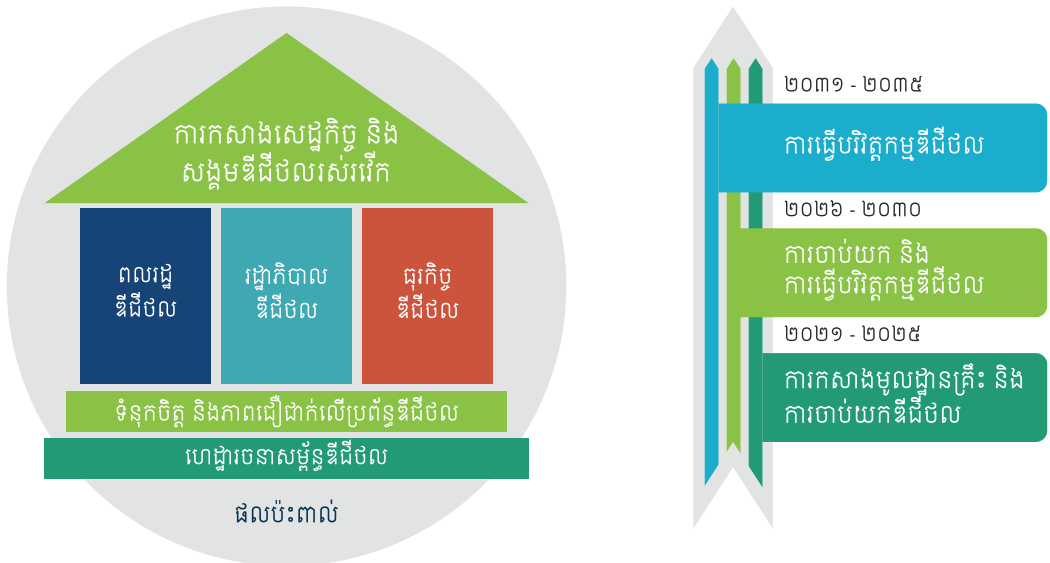 ការកសាងសេដ្ឋកិច្ច និង
សង្គមឌីជីថលរស់រវើក
ពលរដ្ឋ
ឌីជីថល
រដ្ឋាភិបាល
ឌីជីថល
ធុរកិច្ច
ឌីជីថល
ទំនុកចិត្ត និងភាពជឿជាក់លើប្រព័ន្ធឌីជីថល
ហេដ្ឋារចនាសម្ព័ន្ធឌីជីថល
ផលប៉ះពាល់
២០៣១ - ២០៣៥
ការធ្វើបរិវត្តកម្មឌីជីថល
២០២៦ - ២០៣០
ការចាប់យក និង
ការធ្វើបរិវត្តកម្មឌីជីថល
២០២១ - ២០២៥
ការកសាងមូលដ្ឋានគ្រឹះ និង
ការចាប់យកឌីជីថល